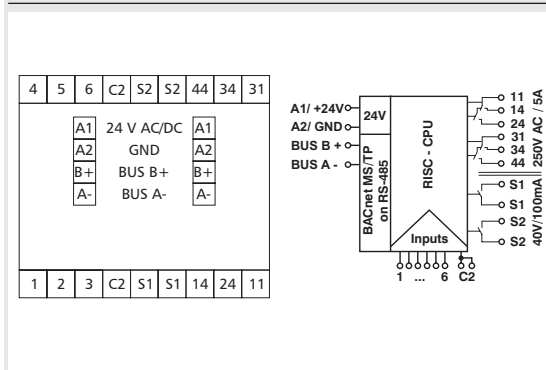 4 5 6 C2 S2 S2 44 34 31
A1 24 V AC/DC A1
A2 GND A2
B+ BUS B+ B+
A- BUS A- A-
1 2 3 C2 S1 S1 14 24 11
A1/ +24V
A2/ GND
BUS B +
BUS A -
24V
BACnet MS/TP
on RS-485
RISC - CPU
Inputs
1 ... 6 C2
11
14
24
31
34
44
250V AC / 5A
S1
S1
S2
S2
40V/100mA